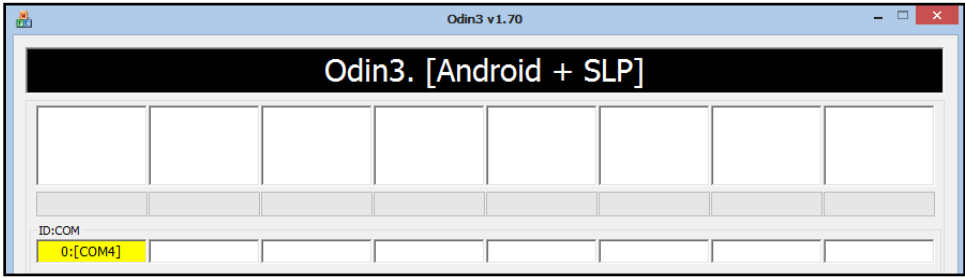 Odin3 v1.70
Odin3. [Android + SLP]
ID:COM
0:[COM4]